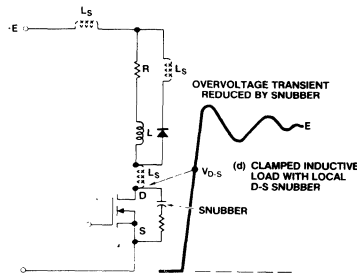 Ls
-E
Ls
R
OVERVOLTAGE TRANSIENT
REDUCED BY SNUBBER
L
E
Ls
VD-S
(d) CLAMPED INDUCTIVE
LOAD WITH LOCAL
D-S SNUBBER
D
SNUBBER
S